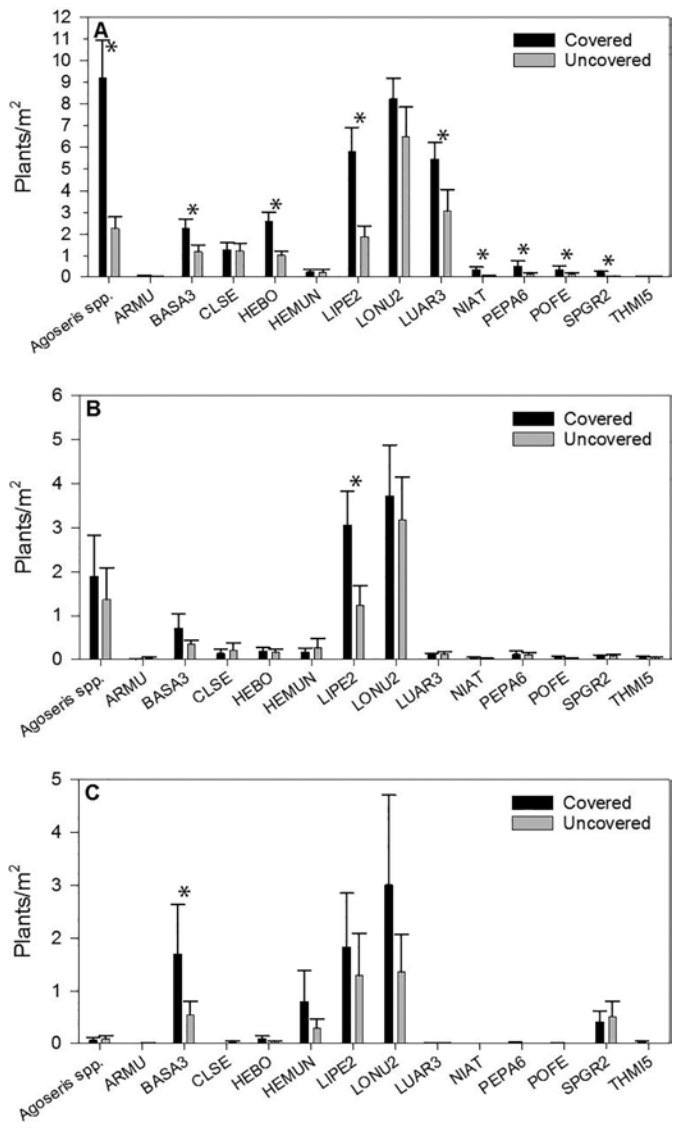 A
12
11
10
9
8
7
6
5
4
3
2
1
0
Plants/m²
Covered
Uncovered
* * * * * * * * *
Agoseris spp. ARMU BASA3 CLSE HEBO HEMUN LIPE2 LONU2 LUAR3 NIAT PEPA6 POFE SPGR2 THMI5
B
6
5
4
3
2
1
0
Plants/m²
Covered
Uncovered
*
Agoseris spp. ARMU BASA3 CLSE HEBO HEMUN LIPE2 LONU2 LUAR3 NIAT PEPA6 POFE SPGR2 THMI5
C
5
4
3
2
1
0
Plants/m²
Covered
Uncovered
*
Agoseris spp. ARMU BASA3 CLSE HEBO HEMUN LIPE2 LONU2 LUAR3 NIAT PEPA6 POFE SPGR2 THMI5